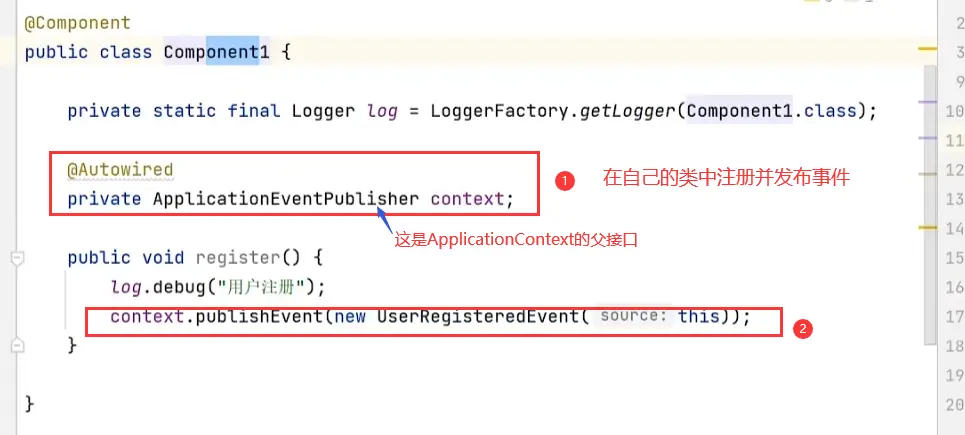 @Component
public class Component1 {
private static final Logger log = LoggerFactory.getLogger(Component1.class);
@Autowired
private ApplicationEventPublisher context;
1 在自己的类中注册并发布事件
这是ApplicationContext的父接口
public void register() {
log.debug("用户注册");
context.publishEvent(new UserRegisteredEvent( source: this));
2
}
}
2
3
10
11
12
13
14
15
16
17
18
19
20